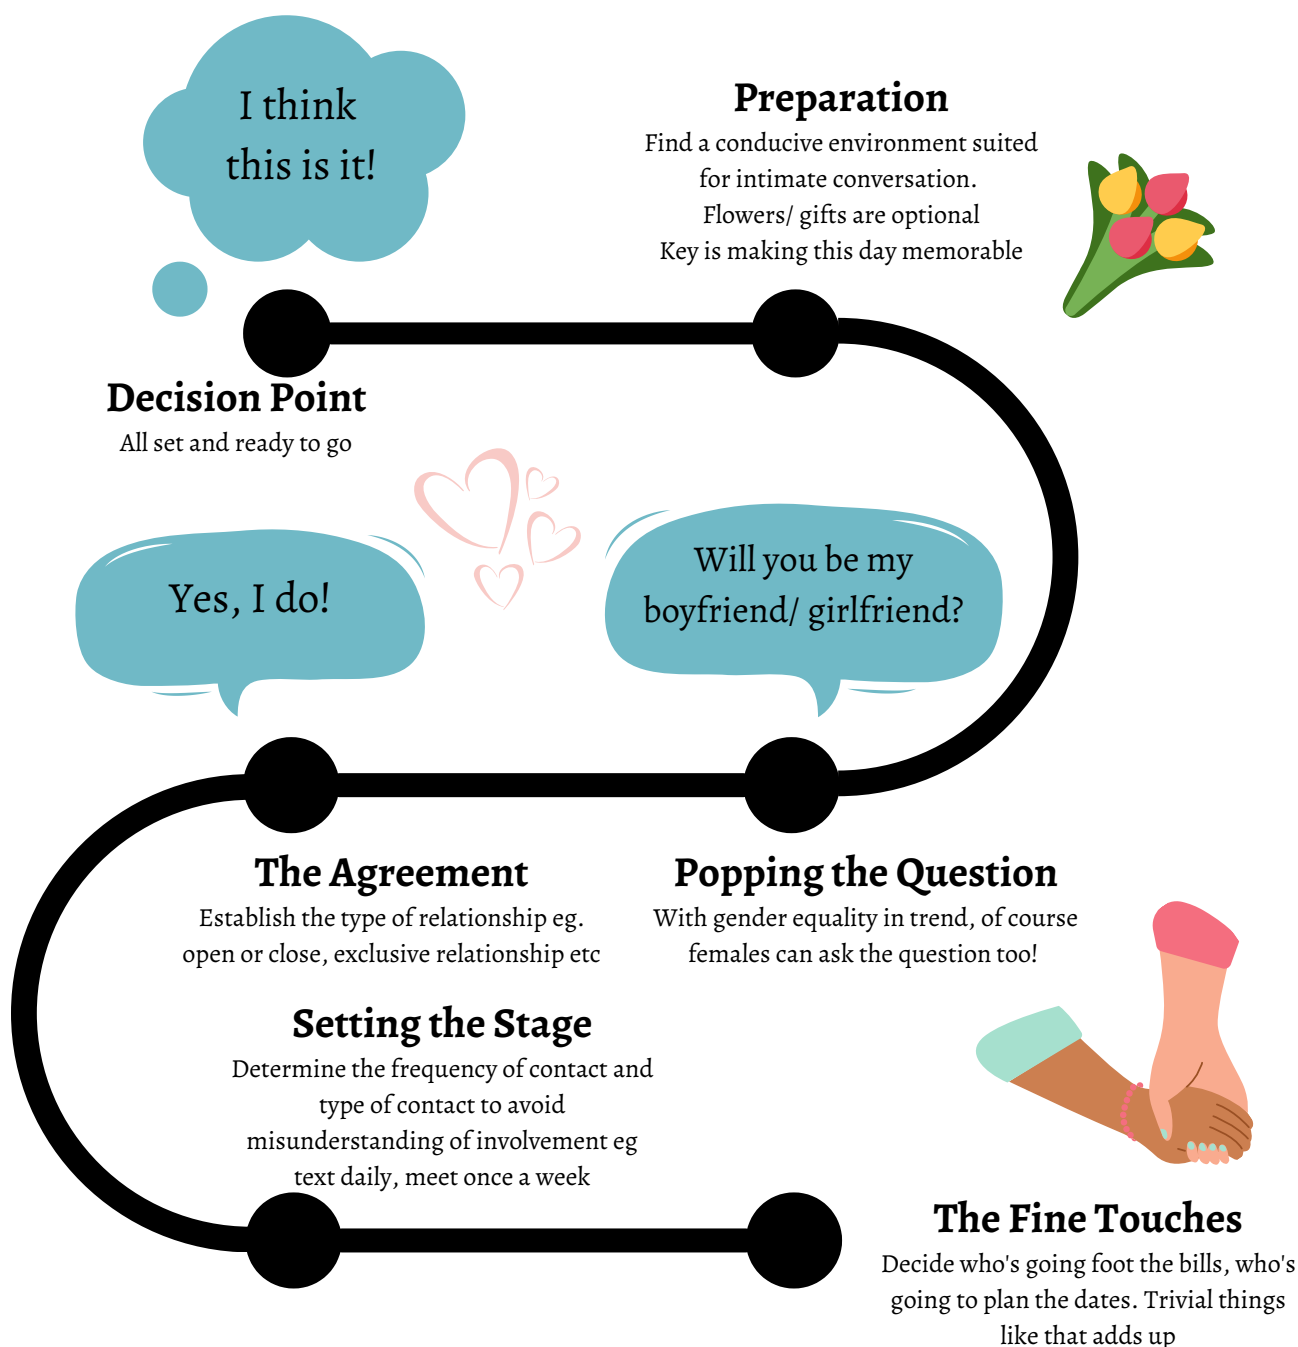 I think
this is it!
Preparation
Find a conducive environment suited
for intimate conversation.
Flowers/ gifts are optional
Key is making this day memorable
Decision Point
All set and ready to go
Will you be my
boyfriend/ girlfriend?
Yes, I do!
Popping the Question
With gender equality in trend, of course
females can ask the question too!
The Agreement
Establish the type of relationship eg.
open or close, exclusive relationship etc
Setting the Stage
Determine the frequency of contact and
type of contact to avoid
misunderstanding of involvement eg
text daily, meet once a week
The Fine Touches
Decide who's going foot the bills, who's
going to plan the dates. Trivial things
like that adds up